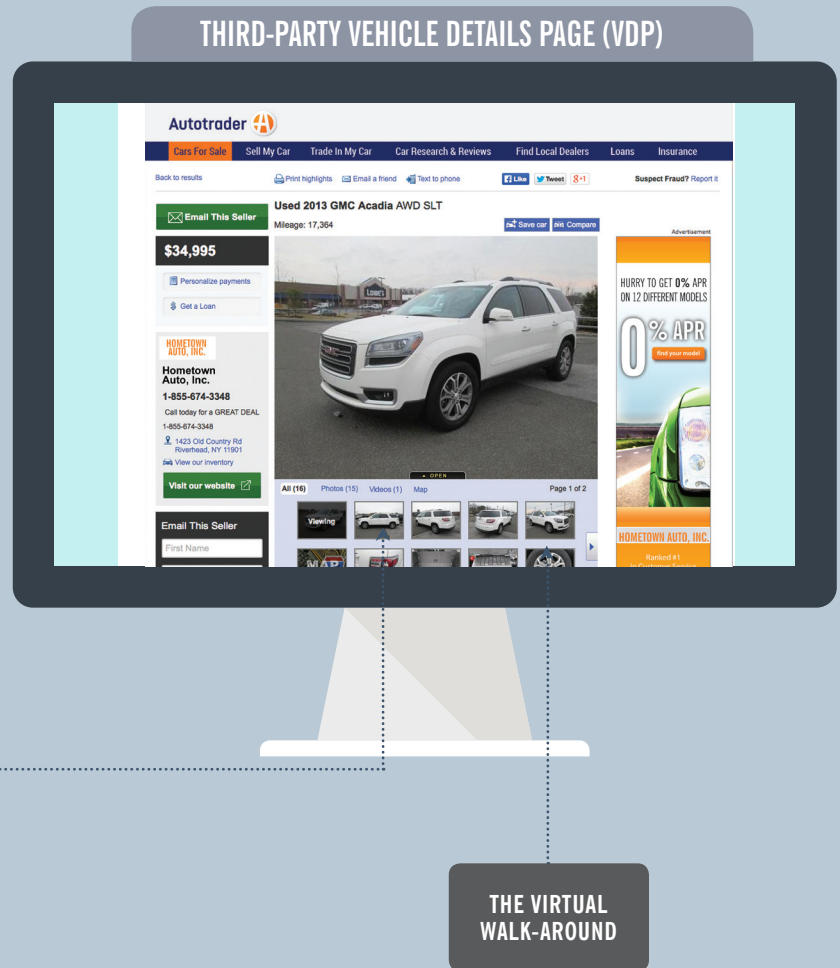 THIRD-PARTY VEHICLE DETAILS PAGE (VDP)
Autotrader
Cars For Sale Sell My Car Trade In My Car Car Research & Reviews Find Local Dealers Loans Insurance
Back to results Print highlights Email a friend Text to phone Like Tweet g+1 Suspect Fraud? Report it
Email This Seller
Used 2013 GMC Acadia AWD SLT
Mileage: 17,364 Save car Compare
Advertisement
$34,995
Personalize payments
$ Get a Loan
HOMETOWN
AUTO, INC.
Hometown
Auto, Inc.
1-855-674-3348
Call today for a GREAT DEAL
1-855-674-3348
1423 Old Country Rd
Riverhead, NY 11901
View our inventory
Visit our website
Email This Seller
First Name
LOWE'S
OPEN
All (16) Photos (15) Videos (1) Map Page 1 of 2
Viewing
HURRY TO GET 0% APR
ON 12 DIFFERENT MODELS
0% APR
find your model
HOMETOWN AUTO, INC.
Ranked #1
in Customer Service
THE VIRTUAL
WALK-AROUND